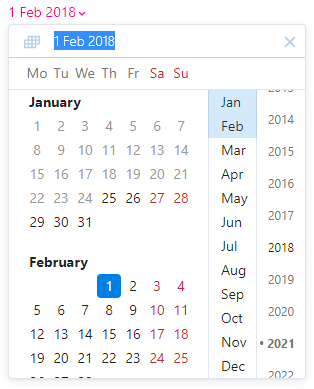 1 Feb 2018
1 Feb 2018
Mo Tu We Th Fr Sa Su
January
1 2 3 4 5 6 7
8 9 10 11 12 13 14
15 16 17 18 19 20 21
22 23 24 25 26 27 28
29 30 31
February
1 2 3 4
5 6 7 8 9 10 11
12 13 14 15 16 17 18
19 20 21 22 23 24 25
Jan
Feb
Mar
Apr
May
Jun
Jul
Aug
Sep
Oct
Nov
Dec
2014
2015
2016
2017
2018
2019
2020
• 2021
2022